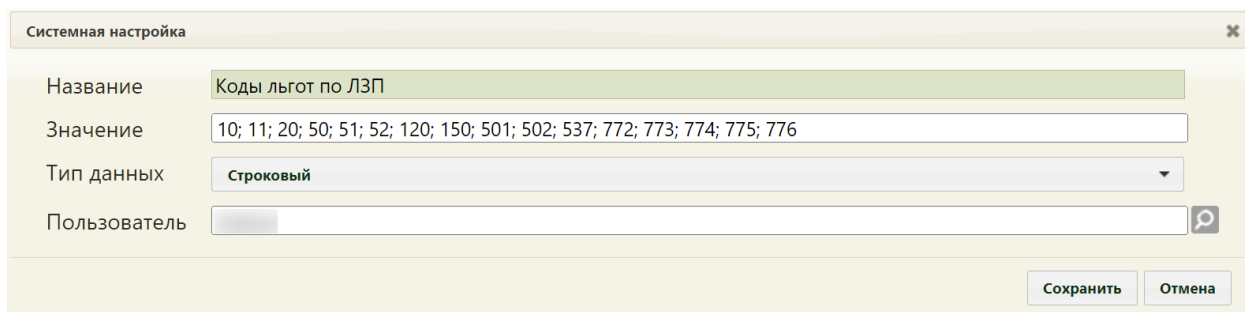 Системная настройка
Название Коды льгот по ЛЗП
Значение 10; 11; 20; 50; 51; 52; 120; 150; 501; 502; 537; 772; 773; 774; 775; 776
Тип данных Строковый
Пользователь
Сохранить Отмена